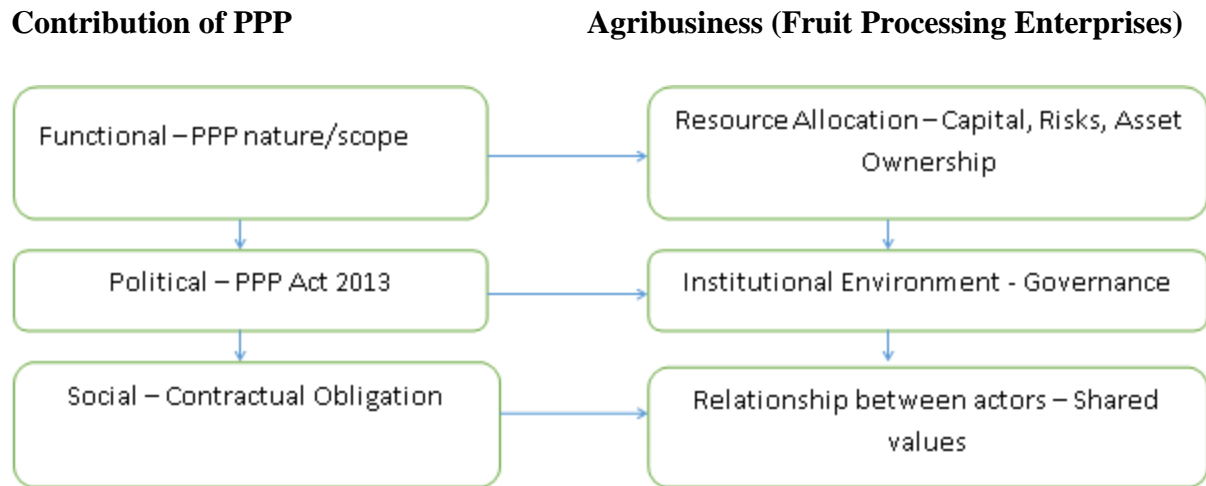 Contribution of PPP
Agribusiness (Fruit Processing Enterprises)
Functional – PPP nature/scope
Resource Allocation – Capital, Risks, Asset
Ownership
Political – PPP Act 2013
Institutional Environment - Governance
Social – Contractual Obligation
Relationship between actors – Shared
values